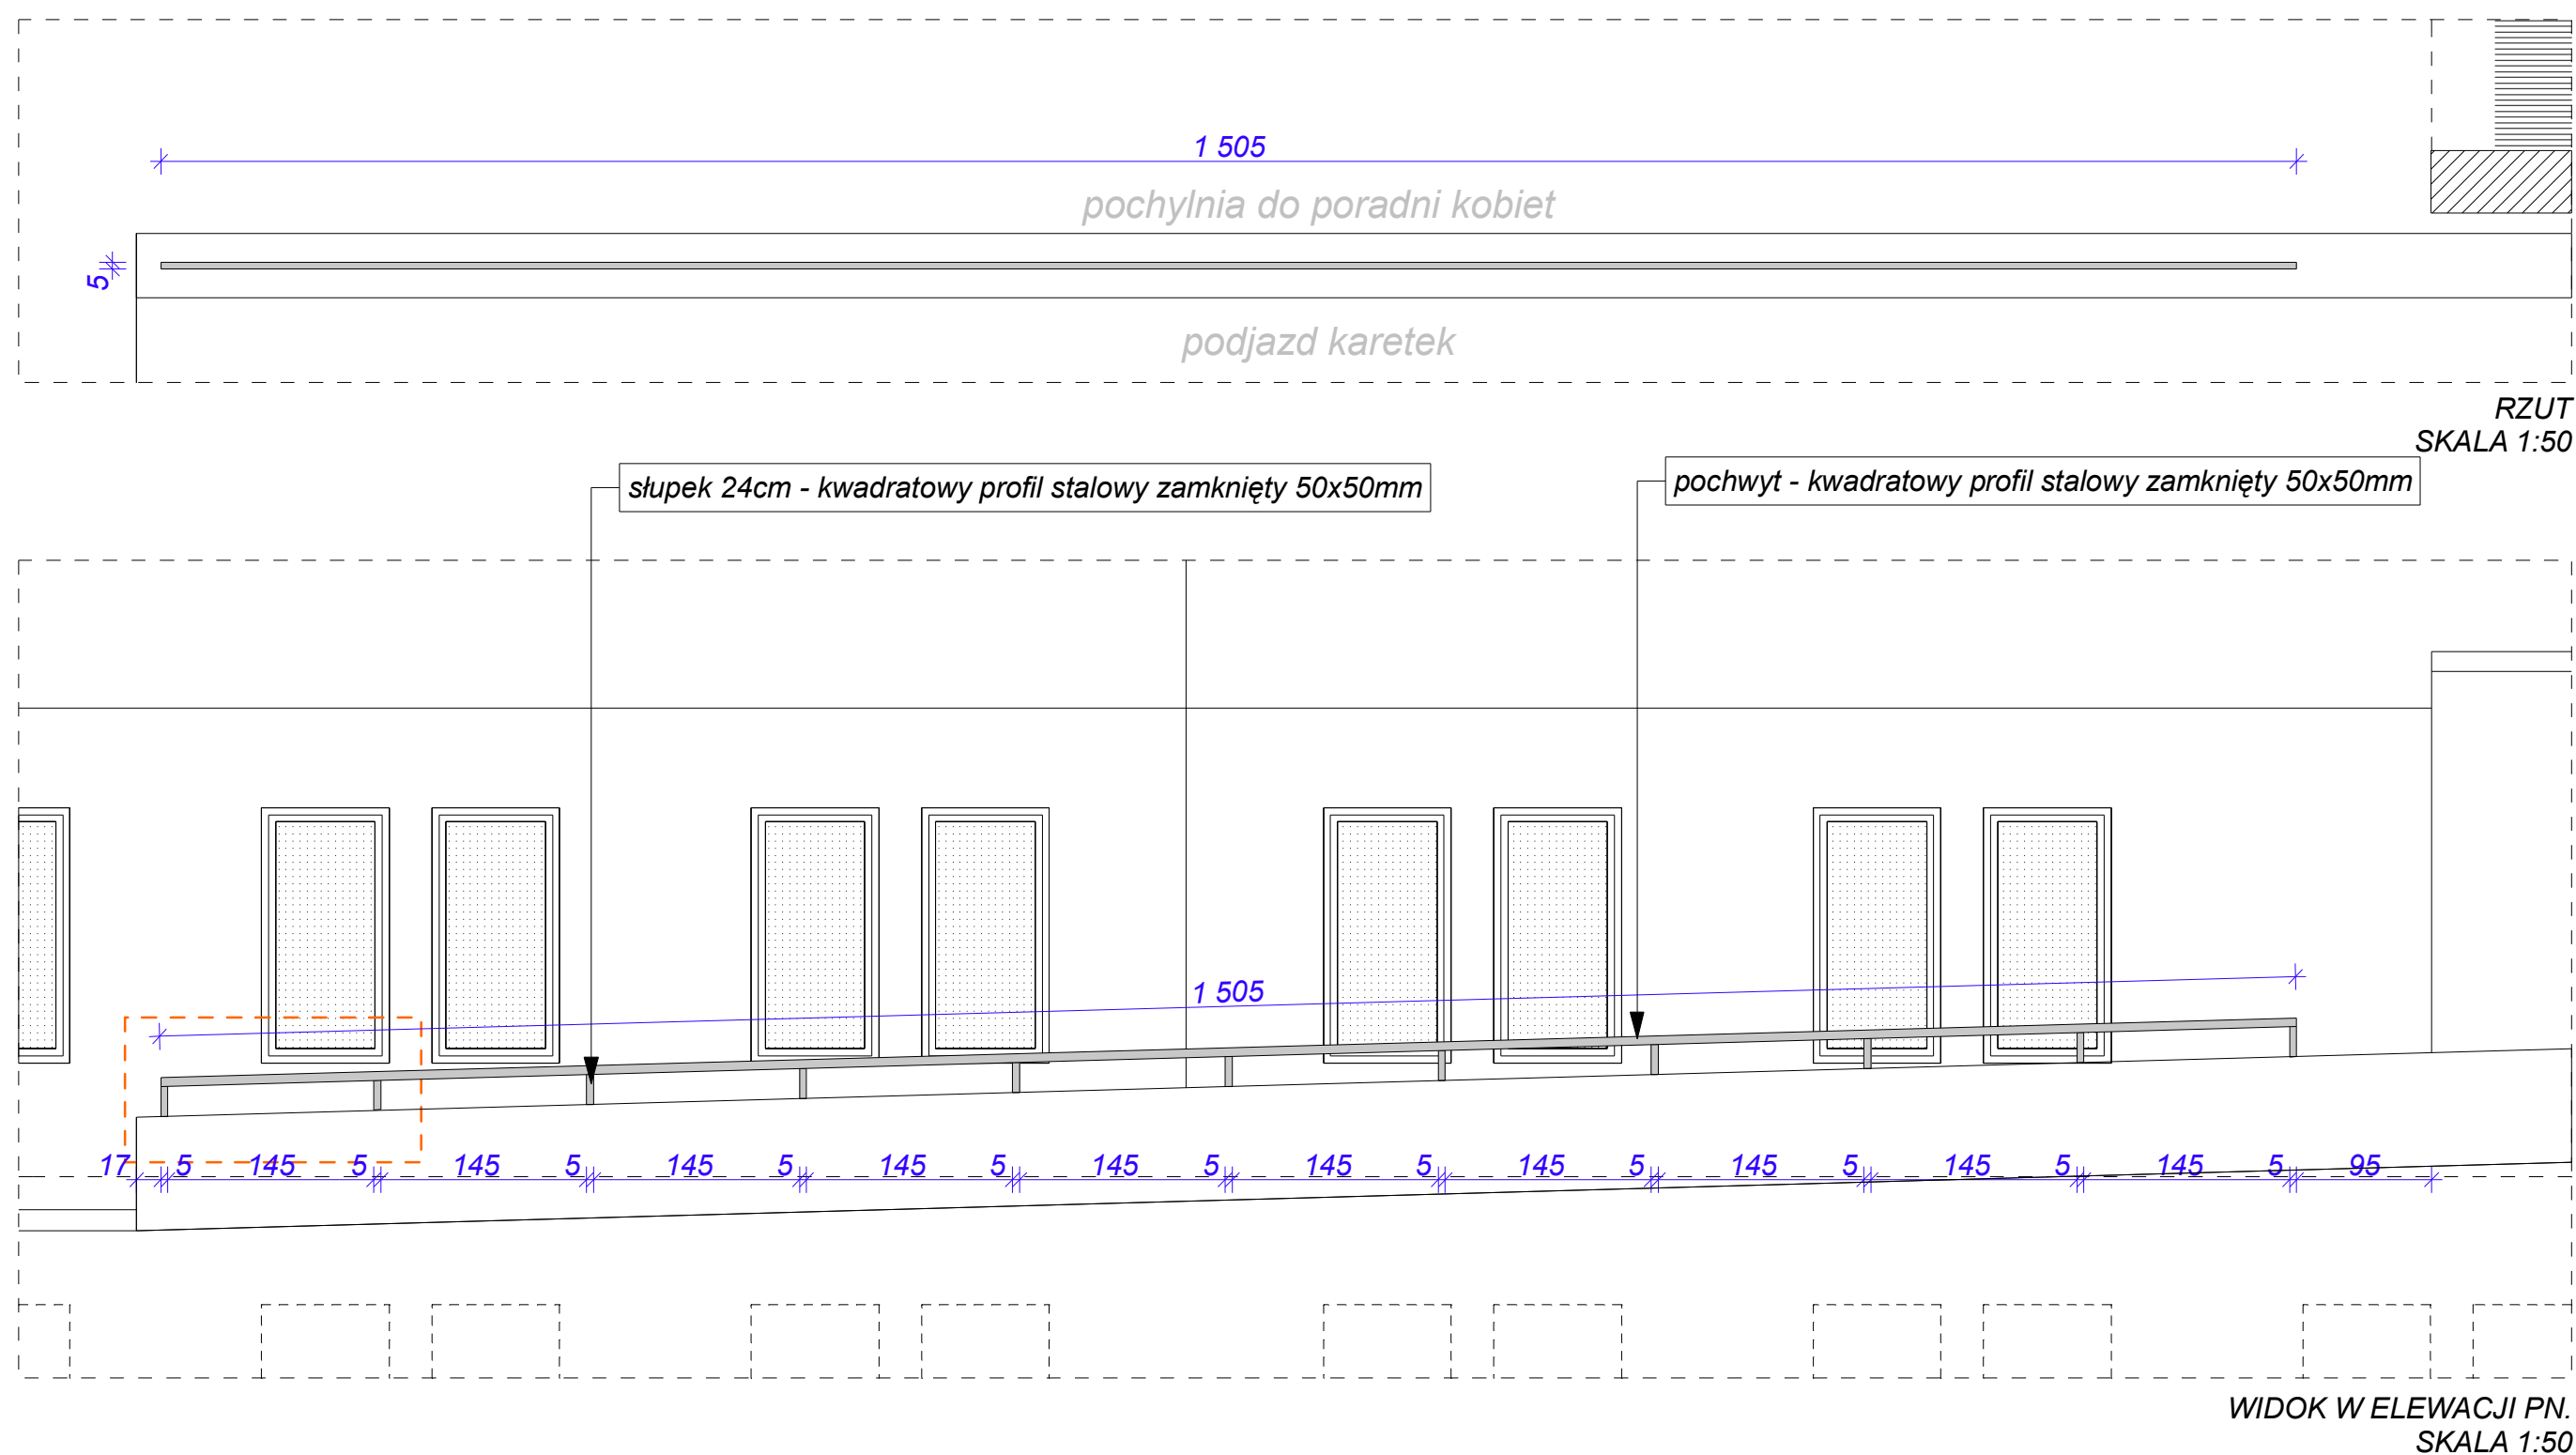 1 505
pochylnia do poradni kobiet
5
podjazd karetek
RZUT
SKALA 1:50
słupek 24cm - kwadratowy profil stalowy zamknięty 50x50mm
pochwyt - kwadratowy profil stalowy zamknięty 50x50mm
1 505
17 5 145 5 145 5 145 5 145 5 145 5 145 5 145 5 145 5 145 5 145 5 95
WIDOK W ELEWACJI PN.
SKALA 1:50